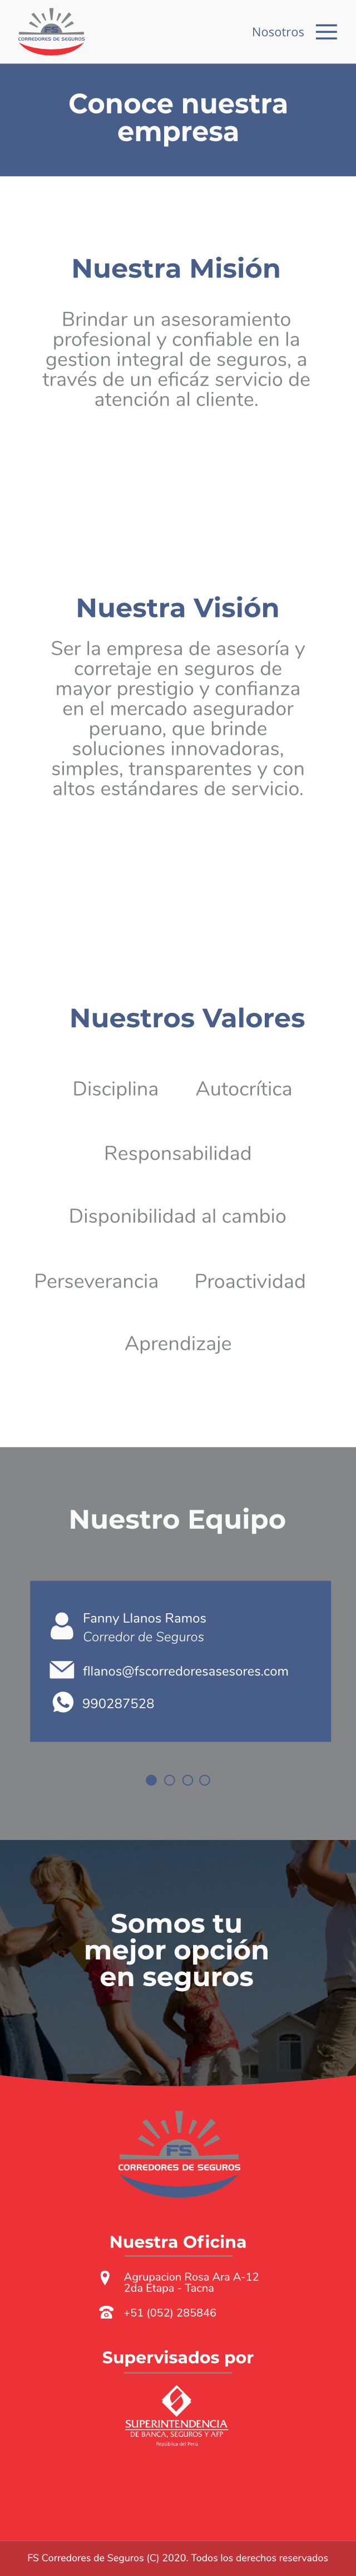 CORREDORES DE SEGUROS
Nosotros
Conoce nuestra
empresa
Nuestra Misión
Brindar un asesoramiento
profesional y confiable en la
gestion integral de seguros, a
través de un eficáz servicio de
atención al cliente.
Nuestra Visión
Ser la empresa de asesoría y
corretaje en seguros de
mayor prestigio y confianza
en el mercado asegurador
peruano, que brinde
soluciones innovadoras,
simples, transparentes y con
altos estándares de servicio.
Nuestros Valores
Disciplina Autocrítica
Responsabilidad
Disponibilidad al cambio
Perseverancia Proactividad
Aprendizaje
Nuestro Equipo
Fanny Llanos Ramos
Corredor de Seguros
fllanos@fscorredoresasesores.com
990287528
Somos tu
mejor opción
en seguros
FS
CORREDORES DE SEGUROS
Nuestra Oficina
Agrupacion Rosa Ara A-12
2da Etapa - Tacna
+51 (052) 285846
Supervisados por
SUPERINTENDENCIA
DE BANCA, SEGUROS Y AFP
República del Perú
FS Corredores de Seguros (C) 2020. Todos los derechos reservados